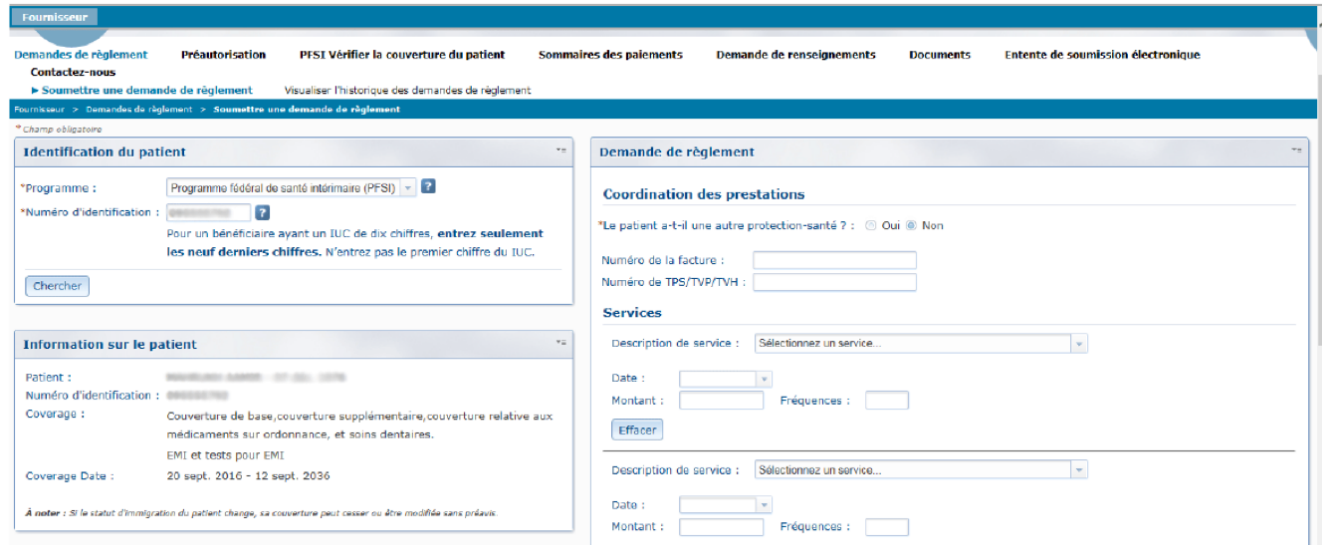 Fournisseur
Demandes de règlement Préautorisation PFSI Vérifier la couverture du patient Sommaires des paiements Demande de renseignements Documents Entente de soumission électronique
Contactez-nous
► Soumettre une demande de règlement Visualiser l'historique des demandes de règlement
Fournisseur > Demandes de règlement > Soumettre une demande de règlement
* Champ obligatoire
Identification du patient
*Programme : Programme fédéral de santé intérimaire (PFSI) ?
*Numéro d'identification : ?
Pour un bénéficiaire ayant un IUC de dix chiffres, entrez seulement
les neuf derniers chiffres. N'entrez pas le premier chiffre du IUC.
Chercher
Information sur le patient
Patient :
Numéro d'identification :
Coverage : Couverture de base,couverture supplémentaire,couverture relative aux
médicaments sur ordonnance, et soins dentaires.
EMI et tests pour EMI
Coverage Date : 20 sept. 2016 - 12 sept. 2036
À noter : Si le statut d'immigration du patient change, sa couverture peut cesser ou être modifiée sans préavis.
Demande de règlement
Coordination des prestations
*Le patient a-t-il une autre protection-santé ? : Oui Non
Numéro de la facture :
Numéro de TPS/TVP/TVH :
Services
Description de service : Sélectionnez un service...
Date :
Montant : Fréquences :
Effacer
Description de service : Sélectionnez un service...
Date :
Montant : Fréquences :